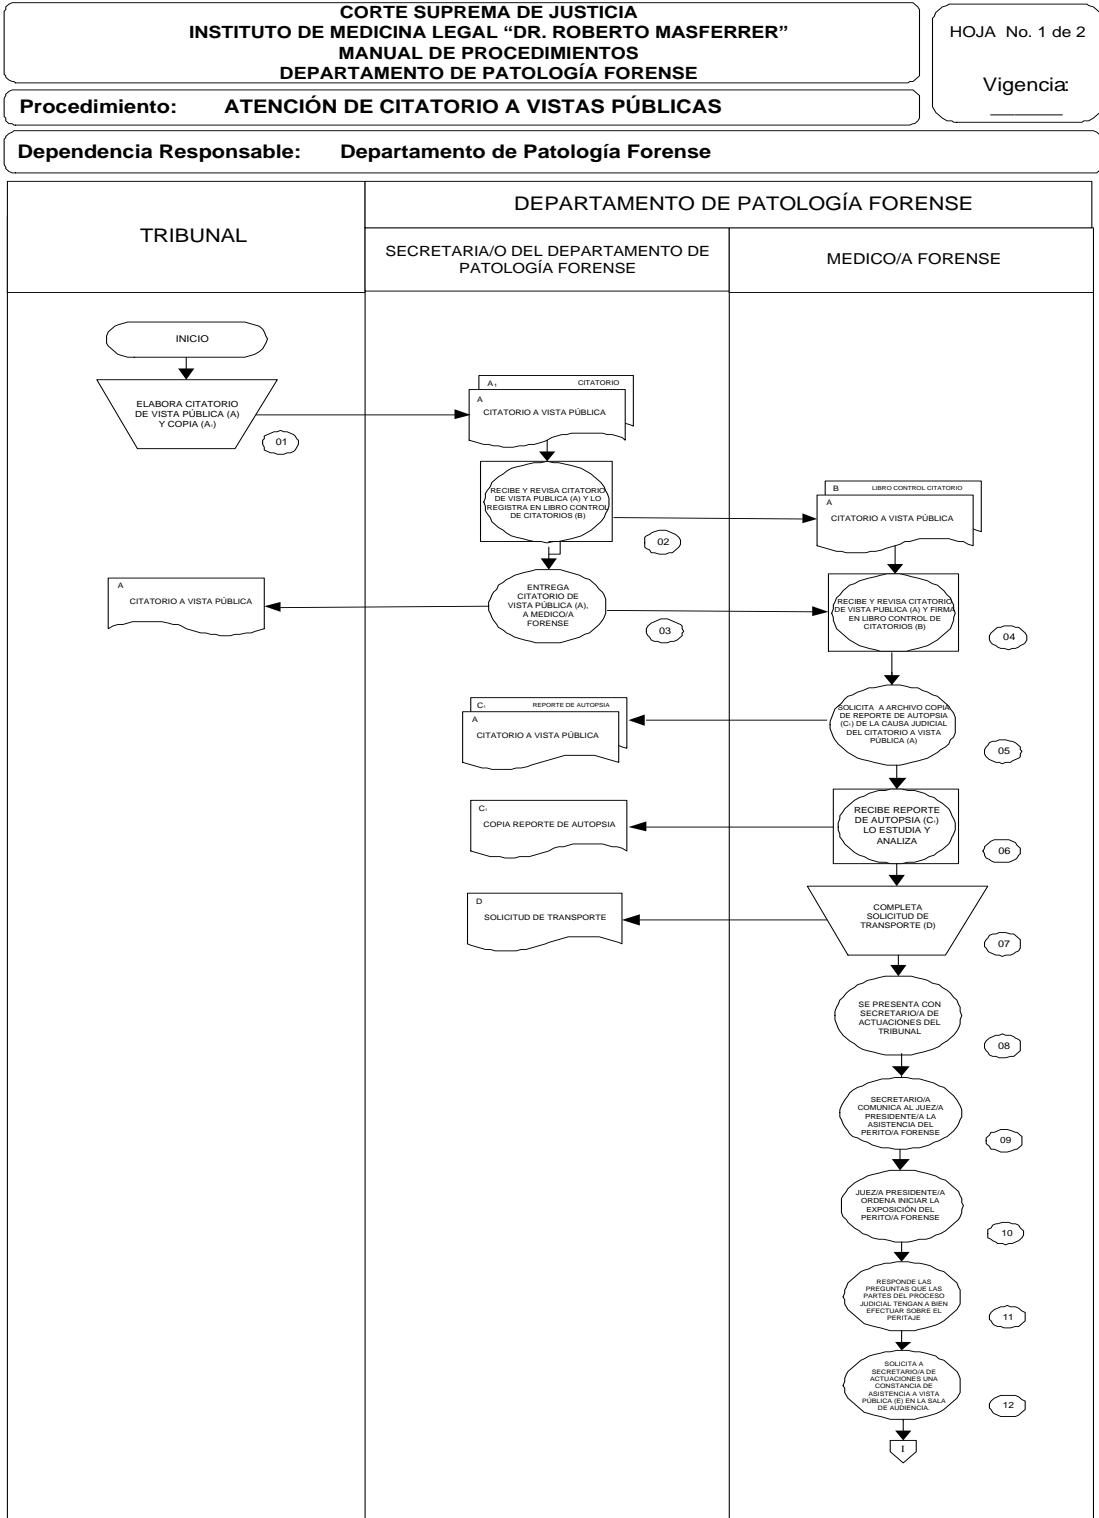 CORTE SUPREMA DE JUSTICIA
INSTITUTO DE MEDICINA LEGAL “DR. ROBERTO MASFERRER”
MANUAL DE PROCEDIMIENTOS
DEPARTAMENTO DE PATOLOGÍA FORENSE
HOJA No. 1 de 2
Vigencia:
Procedimiento: ATENCIÓN DE CITATORIO A VISTAS PÚBLICAS
Dependencia Responsable: Departamento de Patología Forense
TRIBUNAL
DEPARTAMENTO DE PATOLOGÍA FORENSE
SECRETARIA/O DEL DEPARTAMENTO DE
PATOLOGÍA FORENSE
MEDICO/A FORENSE
INICIO
ELABORA CITATORIO
DE VISTA PÚBLICA (A)
Y COPIA (A₁)
01
A₁ CITATORIO
A
CITATORIO A VISTA PÚBLICA
RECIBE Y REVISA CITATORIO
DE VISTA PUBLICA (A) Y LO
REGISTRA EN LIBRO CONTROL
DE CITATORIOS (B)
02
B LIBRO CONTROL CITATORIO
A
CITATORIO A VISTA PÚBLICA
A
CITATORIO A VISTA PÚBLICA
ENTREGA
CITATORIO DE
VISTA PÚBLICA (A),
A MEDICO/A
FORENSE
03
RECIBE Y REVISA CITATORIO
DE VISTA PUBLICA (A) Y FIRMA
EN LIBRO CONTROL DE
CITATORIOS (B)
04
C₁ REPORTE DE AUTOPSIA
A
CITATORIO A VISTA PÚBLICA
SOLICITA A ARCHIVO COPIA
DE REPORTE DE AUTOPSIA
(C₁) DE LA CAUSA JUDICIAL
DEL CITATORIO A VISTA
PÚBLICA (A)
05
C₁
COPIA REPORTE DE AUTOPSIA
RECIBE REPORTE
DE AUTOPSIA (C₁)
LO ESTUDIA Y
ANALIZA
06
D
SOLICITUD DE TRANSPORTE
COMPLETA
SOLICITUD DE
TRANSPORTE (D)
07
SE PRESENTA CON
SECRETARIO/A DE
ACTUACIONES DEL
TRIBUNAL
08
SECRETARIO/A
COMUNICA AL JUEZ/A
PRESIDENTE/A LA
ASISTENCIA DEL
PERITO/A FORENSE
09
JUEZ/A PRESIDENTE/A
ORDENA INICIAR LA
EXPOSICIÓN DEL
PERITO/A FORENSE
10
RESPONDE LAS
PREGUNTAS QUE LAS
PARTES DEL PROCESO
JUDICIAL TENGAN A BIEN
EFECTUAR SOBRE EL
PERITAJE
11
SOLICITA A
SECRETARIO/A DE
ACTUACIONES UNA
CONSTANCIA DE
ASISTENCIA A VISTA
PÚBLICA (E) EN LA SALA
DE AUDIENCIA.
12
I